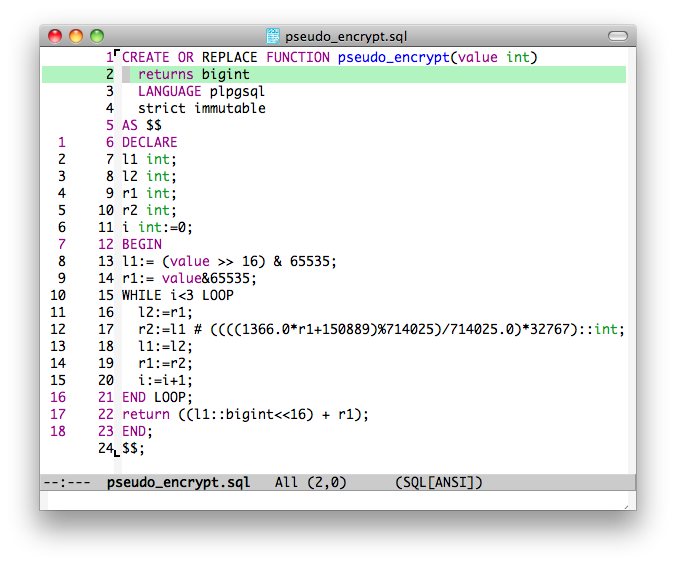 pseudo_encrypt.sql
1 CREATE OR REPLACE FUNCTION pseudo_encrypt(value int)
2 returns bigint
3 LANGUAGE plpgsql
4 strict immutable
5 AS $$
1 6 DECLARE
2 7 l1 int;
3 8 l2 int;
4 9 r1 int;
5 10 r2 int;
6 11 i int:=0;
7 12 BEGIN
8 13 l1:= (value >> 16) & 65535;
9 14 r1:= value&65535;
10 15 WHILE i<3 LOOP
11 16 l2:=r1;
12 17 r2:=l1 # ((((1366.0*r1+150889)%714025)/714025.0)*32767)::int;
13 18 l1:=l2;
14 19 r1:=r2;
15 20 i:=i+1;
16 21 END LOOP;
17 22 return ((l1::bigint<<16) + r1);
18 23 END;
24 $$;
--:--- pseudo_encrypt.sql All (2,0) (SQL[ANSI])